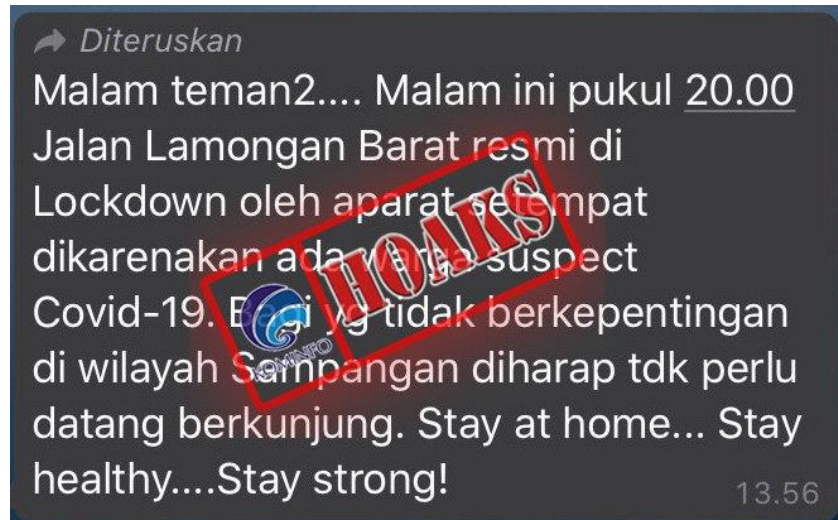 Diteruskan
Malam teman2.... Malam ini pukul 20.00
Jalan Lamongan Barat resmi di
Lockdown oleh aparat setempat
dikarenakan ada warga suspect
Covid-19. Bagi yg tidak berkepentingan
di wilayah Sampangan diharap tdk perlu
datang berkunjung. Stay at home... Stay
healthy....Stay strong!
13.56
HOAKS
KOMINFO